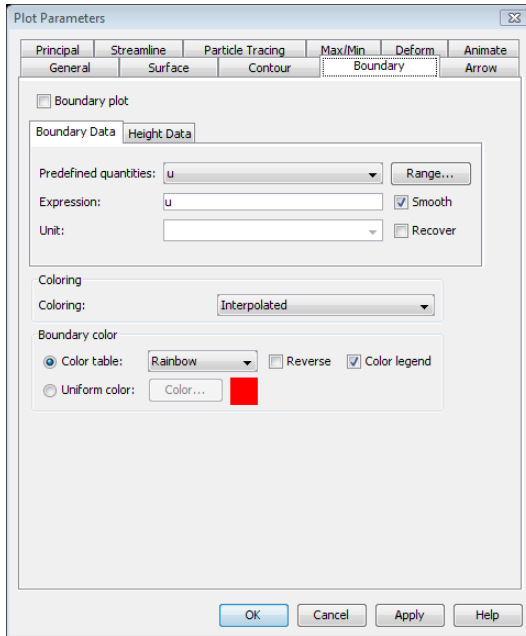 Plot Parameters
Principal Streamline Particle Tracing Max/Min Deform Animate
General Surface Contour Boundary Arrow
Boundary plot
Boundary Data Height Data
Predefined quantities: u Range...
Expression: u Smooth
Unit: Recover
Coloring
Coloring: Interpolated
Boundary color
Color table: Rainbow Reverse Color legend
Uniform color: Color...
OK Cancel Apply Help